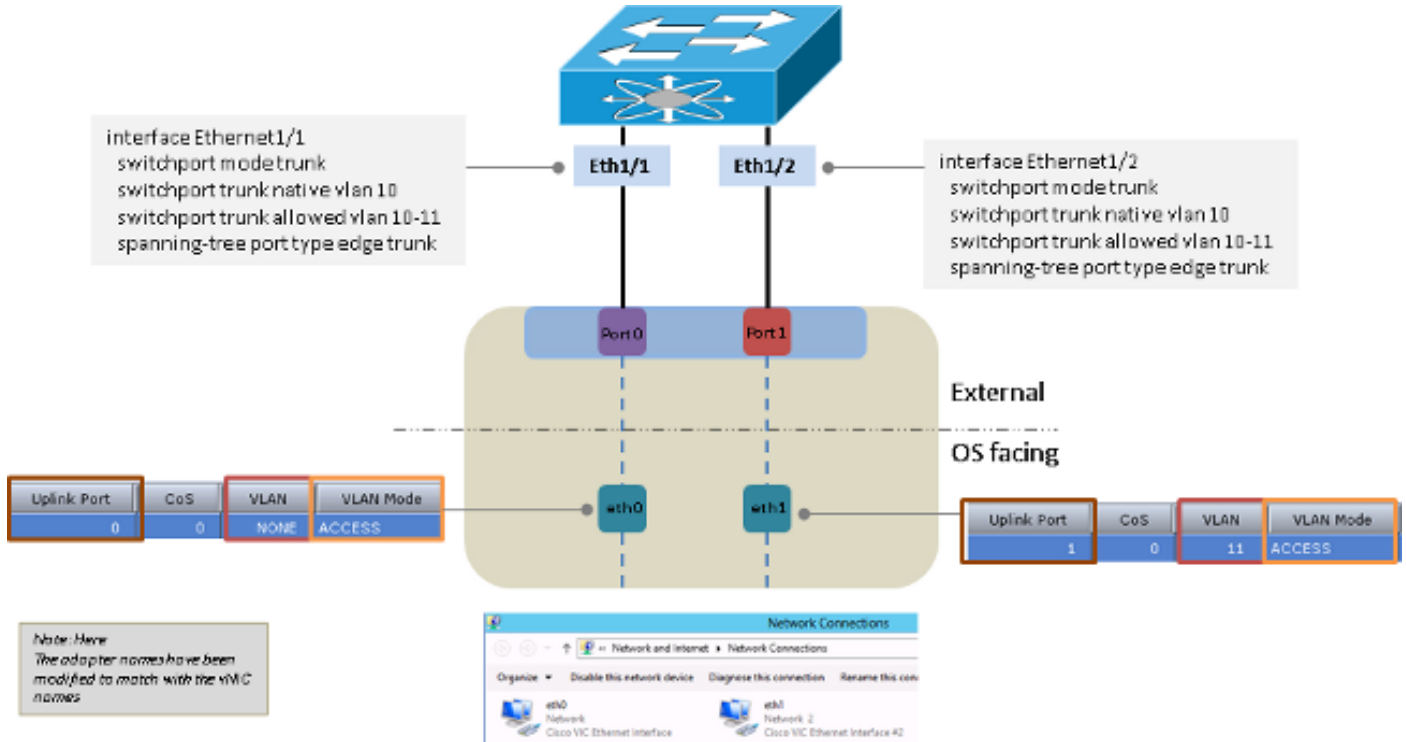 interface Ethernet1/1
switchport mode trunk
switchport trunk native vlan 10
switchport trunk allowed vlan 10-11
spanning-tree port type edge trunk
Eth1/1
Eth1/2
interface Ethernet1/2
switchport mode trunk
switchport trunk native vlan 10
switchport trunk allowed vlan 10-11
spanning-tree port type edge trunk
Port 0
Port 1
External
OS facing
Uplink Port CoS VLAN VLAN Mode
0 0 NONE ACCESS
eth0
eth1
Uplink Port CoS VLAN VLAN Mode
1 0 11 ACCESS
Note: Here
The adapter names have been
modified to match with the vNIC
names
Network Connections
Network and Internet Network Connections
Organize Disable this network device Diagnose this connection Rename this con
eth0
Network
Cisco VIC Ethernet Interface
eth1
Network 2
Cisco VIC Ethernet Interface #2